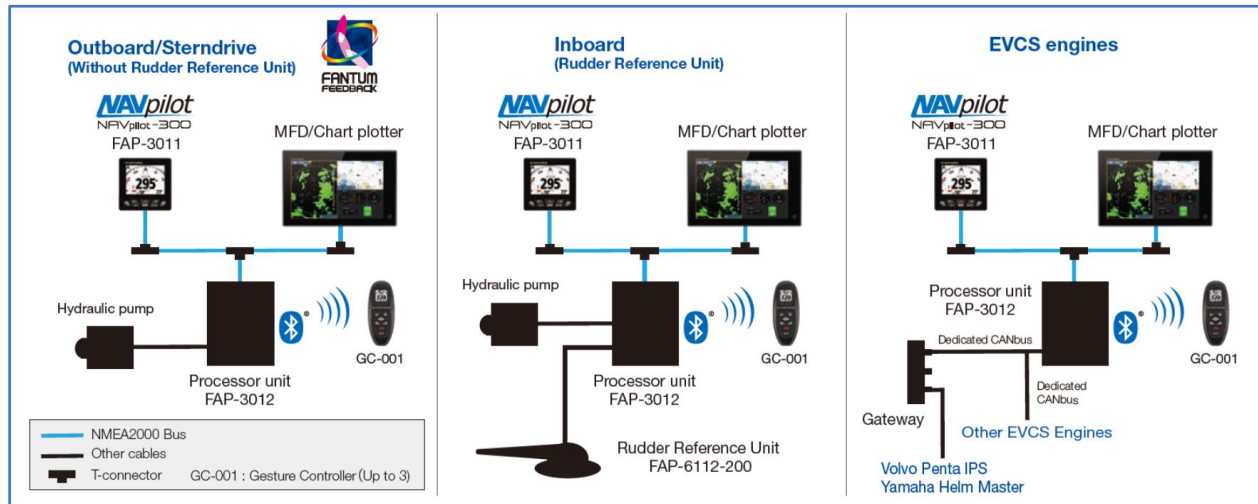 Outboard/Sterndrive
(Without Rudder Reference Unit)
FANTUM
FEEDBACK
NAVpilot
NAVpilot-300
FAP-3011
MFD/Chart plotter
295°
Hydraulic pump
®
GC-001
Processor unit
FAP-3012
NMEA2000 Bus
Other cables
T-connector
GC-001 : Gesture Controller (Up to 3)
Inboard
(Rudder Reference Unit)
NAVpilot
NAVpilot-300
FAP-3011
MFD/Chart plotter
295°
Hydraulic pump
®
GC-001
Processor unit
FAP-3012
Rudder Reference Unit
FAP-6112-200
EVCS engines
NAVpilot
NAVpilot-300
FAP-3011
MFD/Chart plotter
295°
Processor unit
FAP-3012
®
GC-001
Dedicated CANbus
Dedicated
CANbus
Gateway
Other EVCS Engines
Volvo Penta IPS
Yamaha Helm Master